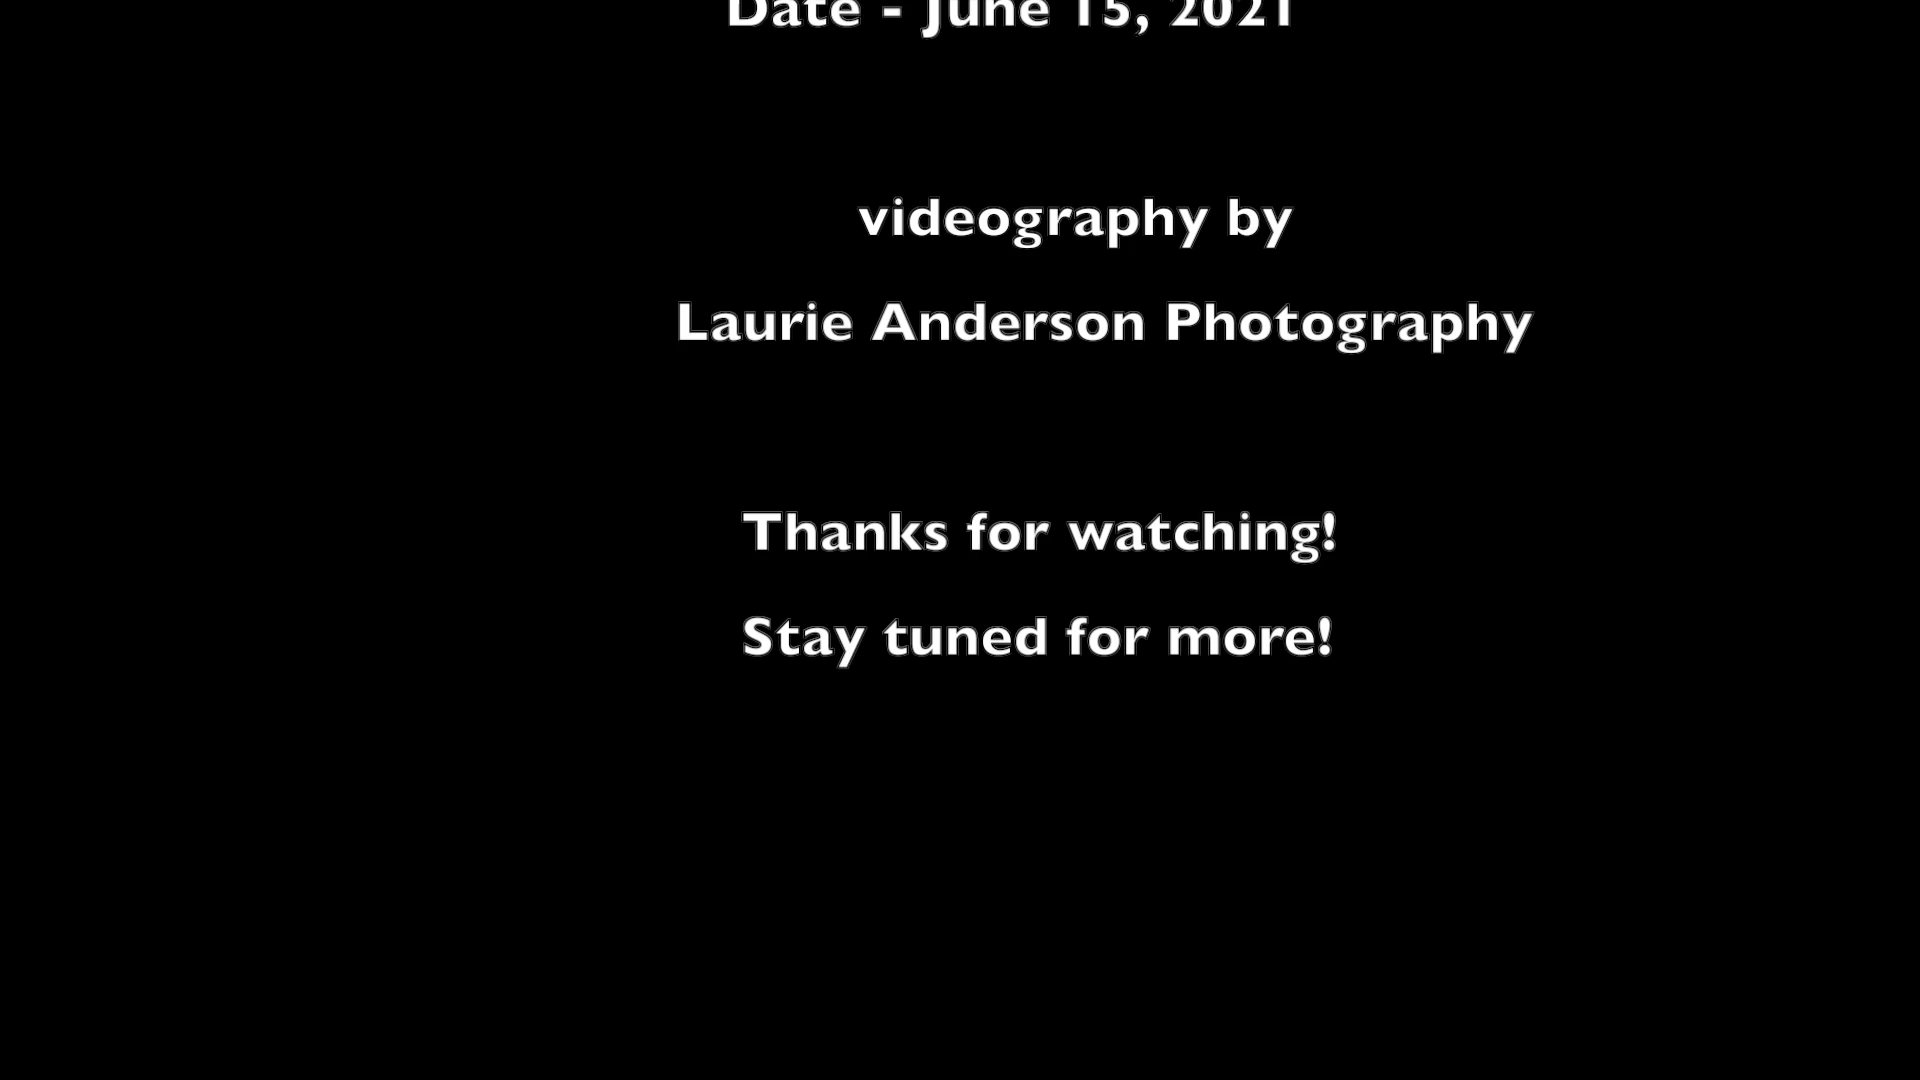 Date - June 15, 2021
videography by
Laurie Anderson Photography
Thanks for watching!
Stay tuned for more!